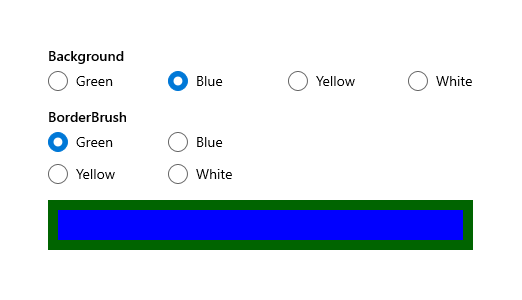 Background
Green Blue Yellow White
BorderBrush
Green Blue
Yellow White